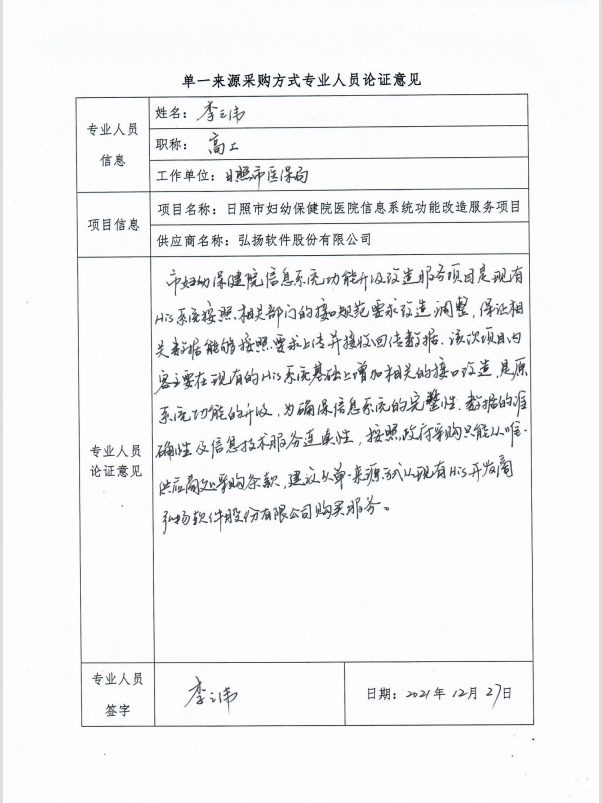 单一来源采购方式专业人员论证意见
专业人员
信息
姓名：李之伟
职称：高工
工作单位：日照市医保局
项目信息
项目名称：日照市妇幼保健院医院信息系统功能改造服务项目
供应商名称：弘扬软件股份有限公司
专业人员
论证意见
市妇幼保健院信息系统功能升级改造服务项目是现有
His系统按照相关部门的接口规范要求改造调整，保证相
关数据能够按照要求上传并接收回传数据。该次项目内
容主要在现有的His系统基础上增加相关的接口改造，是原
系统功能的升级，为确保信息系统的完整性、数据的准
确性及信息技术服务连续性，按照政府采购只能从唯一
供应商处采购条款，建议以单一来源方式从现有His开发商
弘扬软件股份有限公司购买服务。
专业人员
签字
李之伟
日期：2021年12月27日